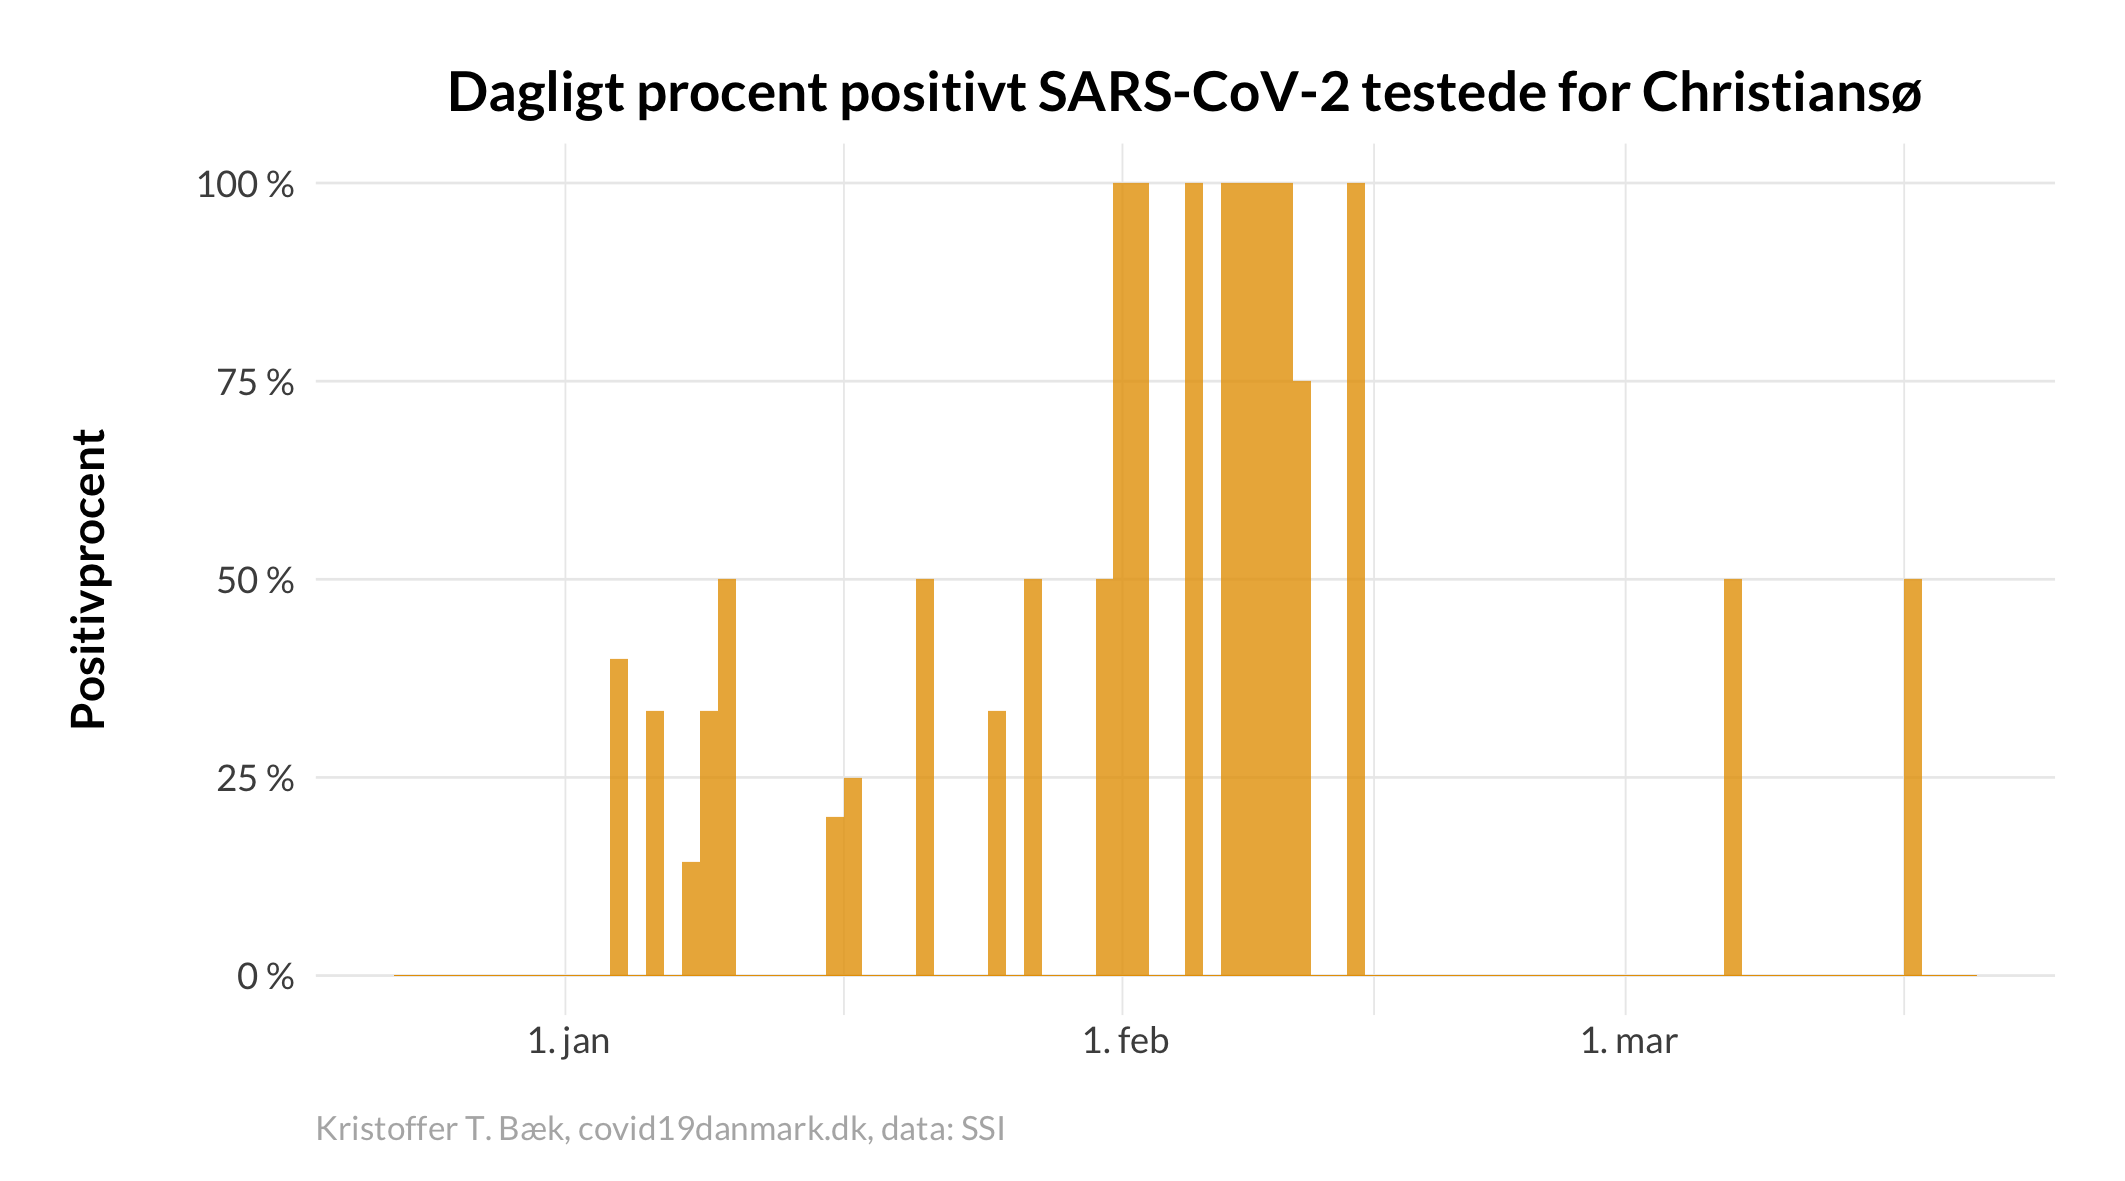 Dagligt procent positivt SARS-CoV-2 testede for Christiansø
Positivprocent
100 %
75 %
50 %
25 %
0 %
1. jan
1. feb
1. mar
Kristoffer T. Bæk, covid19danmark.dk, data: SSI